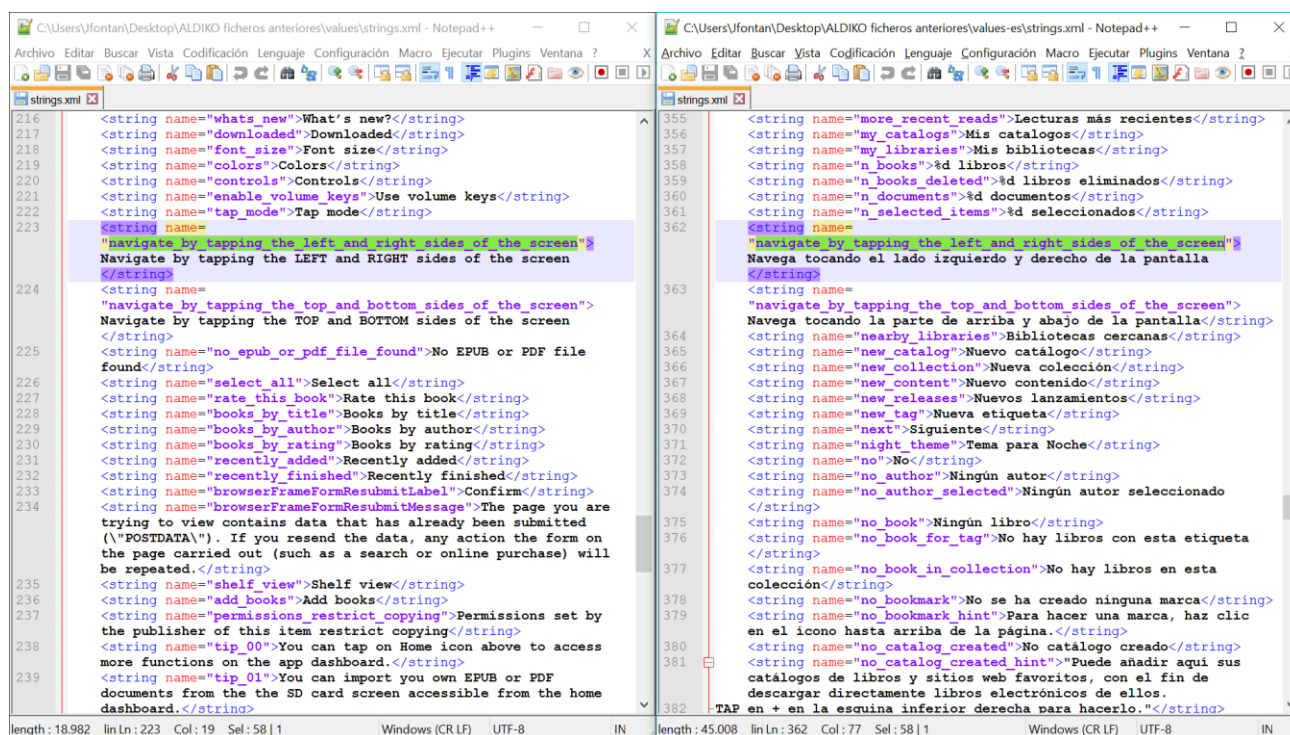 C:\Users\Jfontan\Desktop\ALDIKO ficheros anteriores\values\strings.xml - Notepad++
Archivo Editar Buscar Vista Codificación Lenguaje Configuración Macro Ejecutar Plugins Ventana ? X
strings.xml
216 <string name="whats_new">What's new?</string>
217 <string name="downloaded">Downloaded</string>
218 <string name="font_size">Font size</string>
219 <string name="colors">Colors</string>
220 <string name="controls">Controls</string>
221 <string name="enable_volume_keys">Use volume keys</string>
222 <string name="tap_mode">Tap mode</string>
223 <string name=
"navigate_by_tapping_the_left_and_right_sides_of_the_screen">
Navigate by tapping the LEFT and RIGHT sides of the screen
</string>
224 <string name=
"navigate_by_tapping_the_top_and_bottom_sides_of_the_screen">
Navigate by tapping the TOP and BOTTOM sides of the screen
</string>
225 <string name="no_epub_or_pdf_file_found">No EPUB or PDF file
found</string>
226 <string name="select_all">Select all</string>
227 <string name="rate_this_book">Rate this book</string>
228 <string name="books_by_title">Books by title</string>
229 <string name="books_by_author">Books by author</string>
230 <string name="books_by_rating">Books by rating</string>
231 <string name="recently_added">Recently added</string>
232 <string name="recently_finished">Recently finished</string>
233 <string name="browserFrameFormResubmitLabel">Confirm</string>
234 <string name="browserFrameFormResubmitMessage">The page you are
trying to view contains data that has already been submitted
(\"POSTDATA\"). If you resend the data, any action the form on
the page carried out (such as a search or online purchase) will
be repeated.</string>
235 <string name="shelf_view">Shelf view</string>
236 <string name="add_books">Add books</string>
237 <string name="permissions_restrict_copying">Permissions set by
the publisher of this item restrict copying</string>
238 <string name="tip_00">You can tap on Home icon above to access
more functions on the app dashboard.</string>
239 <string name="tip_01">You can import you own EPUB or PDF
documents from the the SD card screen accessible from the home
dashboard.</string>
length : 18.982 lin Ln : 223 Col : 19 Sel : 58 | 1 Windows (CR LF) UTF-8 IN
C:\Users\Jfontan\Desktop\ALDIKO ficheros anteriores\values-es\strings.xml - Notepad++
Archivo Editar Buscar Vista Codificación Lenguaje Configuración Macro Ejecutar Plugins Ventana ?
strings.xml
355 <string name="more_recent_reads">Lecturas más recientes</string>
356 <string name="my_catalogs">Mis catalogos</string>
357 <string name="my_libraries">Mis bibliotecas</string>
358 <string name="n_books">%d libros</string>
359 <string name="n_books_deleted">%d libros eliminados</string>
360 <string name="n_documents">%d documentos</string>
361 <string name="n_selected_items">%d seleccionados</string>
362 <string name=
"navigate_by_tapping_the_left_and_right_sides_of_the_screen">
Navega tocando el lado izquierdo y derecho de la pantalla
</string>
363 <string name=
"navigate_by_tapping_the_top_and_bottom_sides_of_the_screen">
Navega tocando la parte de arriba y abajo de la pantalla</string>
364 <string name="nearby_libraries">Bibliotecas cercanas</string>
365 <string name="new_catalog">Nuevo catálogo</string>
366 <string name="new_collection">Nueva colección</string>
367 <string name="new_content">Nuevo contenido</string>
368 <string name="new_releases">Nuevos lanzamientos</string>
369 <string name="new_tag">Nueva etiqueta</string>
370 <string name="next">Siguiente</string>
371 <string name="night_theme">Tema para Noche</string>
372 <string name="no">No</string>
373 <string name="no_author">Ningún autor</string>
374 <string name="no_author_selected">Ningún autor seleccionado
</string>
375 <string name="no_book">Ningún libro</string>
376 <string name="no_book_for_tag">No hay libros con esta etiqueta
</string>
377 <string name="no_book_in_collection">No hay libros en esta
colección</string>
378 <string name="no_bookmark">No se ha creado ninguna marca</string>
379 <string name="no_bookmark_hint">Para hacer una marca, haz clic
en el ícono hasta arriba de la página.</string>
380 <string name="no_catalog_created">No catálogo creado</string>
381 <string name="no_catalog_created_hint">"Puede añadir aquí sus
catálogos de libros y sitios web favoritos, con el fin de
descargar directamente libros electrónicos de ellos.
382 TAP en + en la esquina inferior derecha para hacerlo."</string>
length : 45.008 lin Ln : 362 Col : 77 Sel : 58 | 1 Windows (CR LF) UTF-8 IN